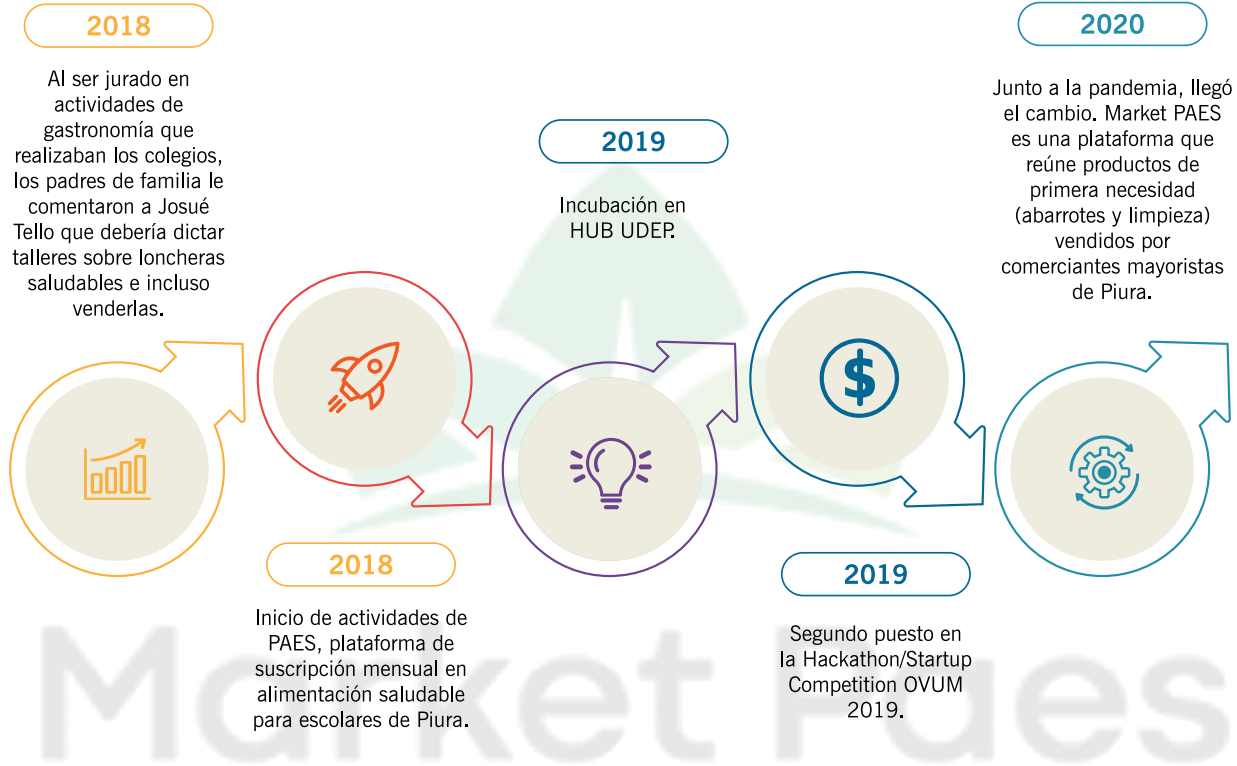 2018
Al ser jurado en
actividades de
gastronomía que
realizaban los colegios,
los padres de familia le
comentaron a Josué
Tello que debería dictar
talleres sobre loncheras
saludables e incluso
venderlas.
2018
Inicio de actividades de
PAES, plataforma de
suscripción mensual en
alimentación saludable
para escolares de Piura.
2019
Incubación en
HUB UDEP.
$
2019
Segundo puesto en
la Hackathon/Startup
Competition OVUM
2019.
2020
Junto a la pandemia, llegó
el cambio. Market PAES
es una plataforma que
reúne productos de
primera necesidad
(abarrotes y limpieza)
vendidos por
comerciantes mayoristas
de Piura.
Market Paes